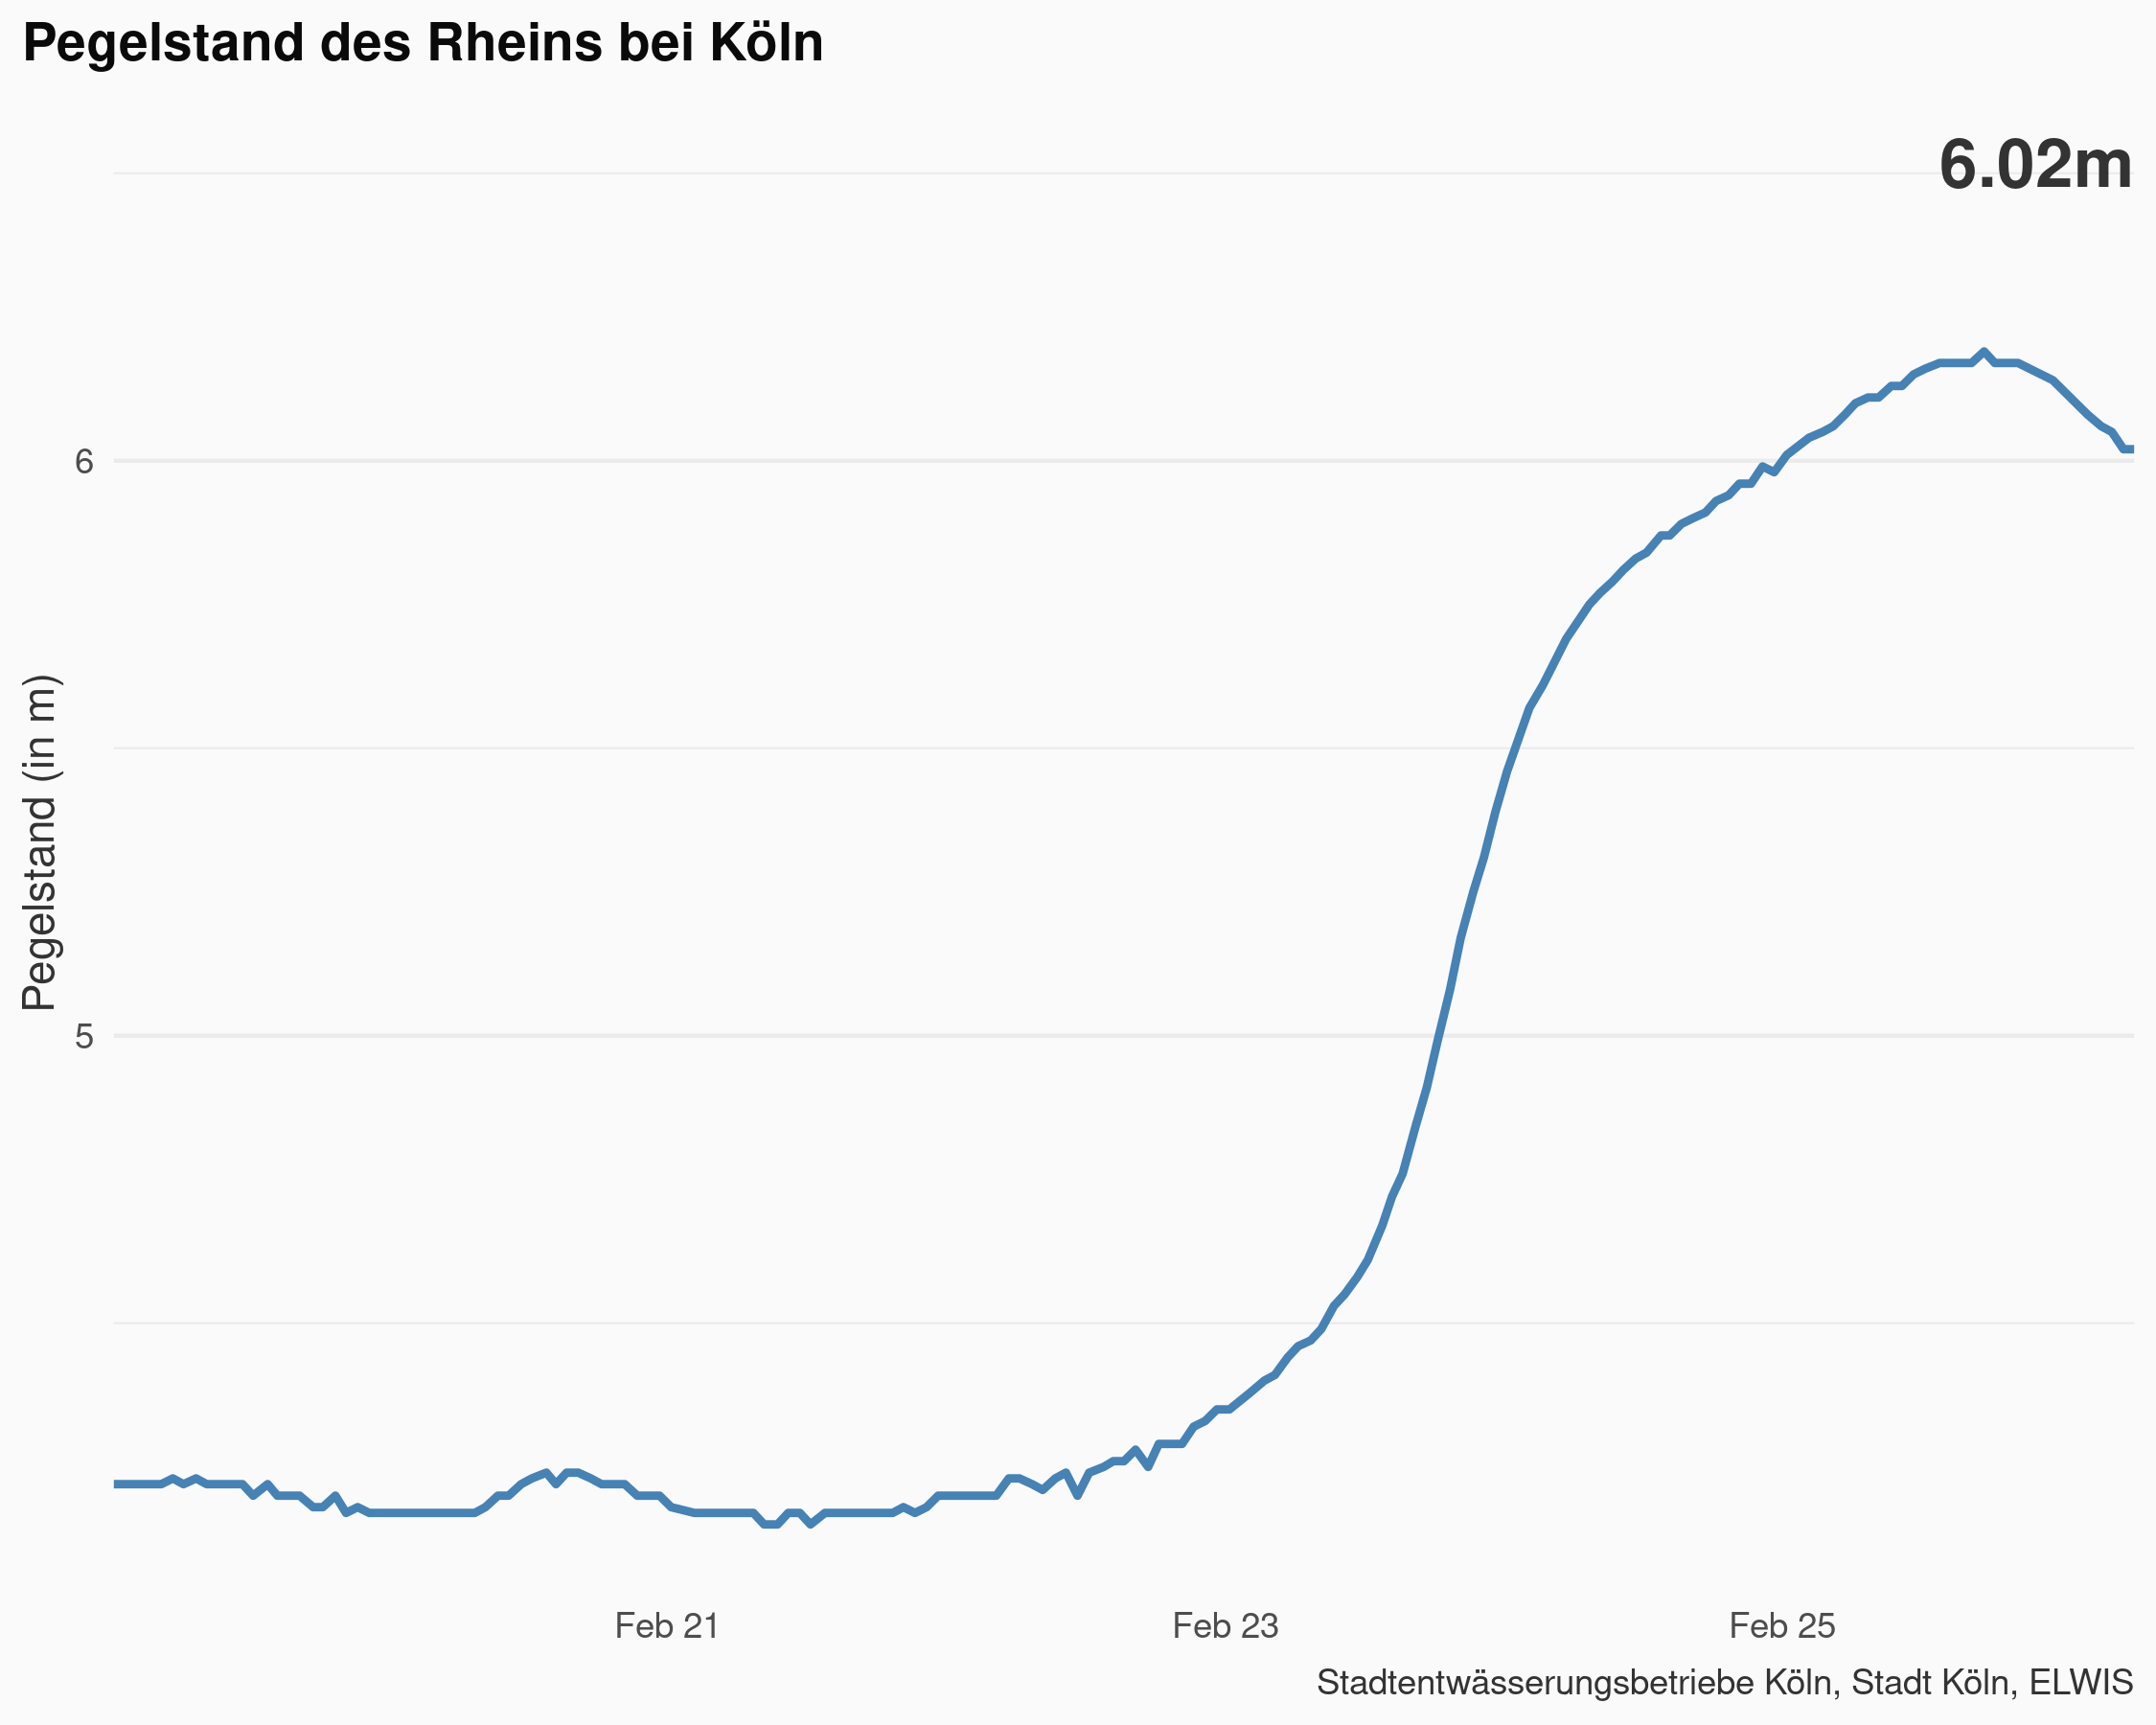 Pegelstand des Rheins bei Köln
6.02m
6
5
Pegelstand (in m)
Feb 21
Feb 23
Feb 25
Stadtentwässerungsbetriebe Köln, Stadt Köln, ELWIS